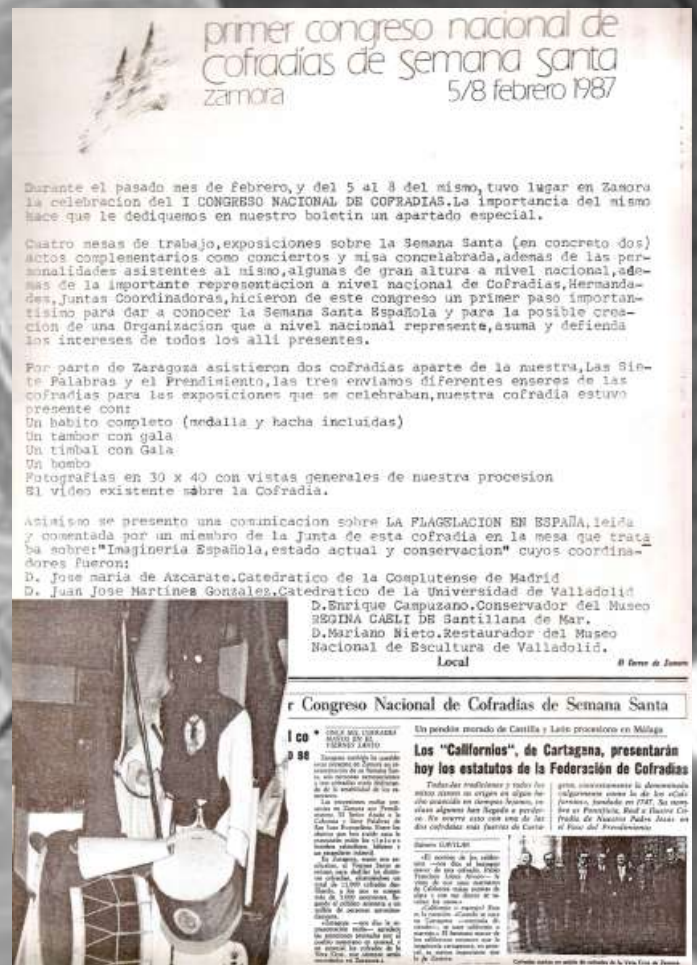 primer congreso nacional de
cofradías de semana santa
zamora 5/8 febrero 1987
Durante el pasado mes de febrero, y del 5 al 8 del mismo, tuvo lugar en Zamora
la celebracion del I CONGRESO NACIONAL DE COFRADIAS.La importancia del mismo
hace que le dediquemos en nuestro boletin un apartado especial.
Cuatro mesas de trabajo,exposiciones sobre la Semana Santa (en concreto dos)
actos complementarios como conciertos y misa concelabrada,ademas de las per-
sonalidades asistentes al mismo,algunas de gran altura a nivel nacional,ade-
mas de la importante representacion a nivel nacional de Cofradias,Hermanda-
des,Juntas Coordinadoras,hicieron de este congreso un primer paso importan-
tisimo para dar a conocer la Semana Santa Española y para la posible crea-
cion de una Organizacion que a nivel nacional represente,asuma y defienda
los intereses de todos los alli presentes.
Por parte de Zaragoza asistieron dos cofradias aparte de la nuestra,Las Sie-
te Palabras y el Prendimiento,las tres enviamos diferentes enseres de las
cofradias para las exposiciones que se celebraban,nuestra cofradia estuvo
presente con:
Un habito completo (medalla y hacha incluidas)
Un tambor con gala
Un timbal con Gala
Un bombo
Fotografias en 30 x 40 con vistas generales de nuestra procesion
El video existente sobre la Cofradia.
Asimismo se presento una comunicacion sobre LA FLAGELACION EN ESPAÑA,leida
y comentada por un miembro de la Junta de esta cofradia en la mesa que trata
ba sobre:"Imagineria Española,estado actual y conservacion" cuyos coordina-
dores fueron:
D. Jose maria de Azcarate.Catedratico de la Complutense de Madrid
D. Juan Jose Martines Gonzalez.Catedratico de la Universidad de Valladolid
D.Enrique Campuzano.Conservador del Museo
REGINA CAELI DE Santillana de Mar.
D.Mariano Nieto.Restaurador del Museo
Nacional de Escultura de Valladolid.
Local
El Correo de Zamora
r Congreso Nacional de Cofradías de Semana Santa
Un pendón morado de Castilla y León procesiona en Málaga
Los "Californios", de Cartagena, presentarán
hoy los estatutos de la Federación de Cofradías